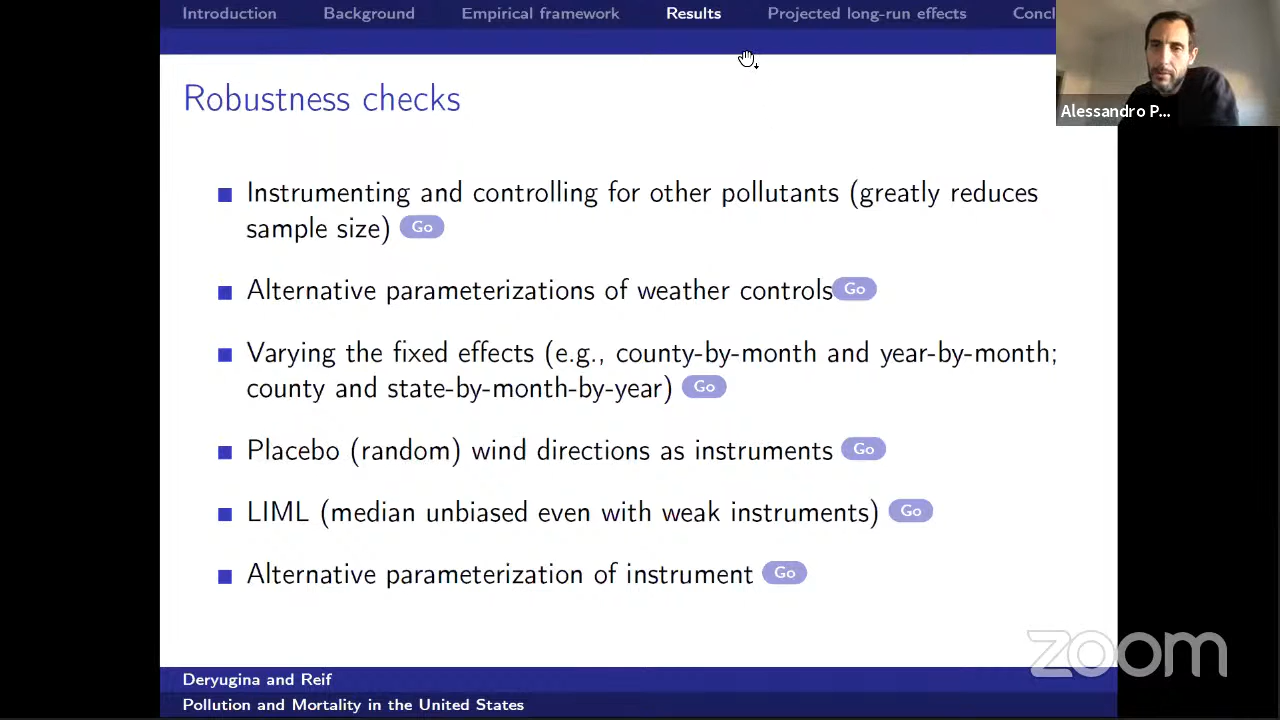 Introduction Background Empirical framework Results Projected long-run effects Concl
Alessandro P...
Robustness checks
Instrumenting and controlling for other pollutants (greatly reduces
sample size) Go
Alternative parameterizations of weather controls Go
Varying the fixed effects (e.g., county-by-month and year-by-month;
county and state-by-month-by-year) Go
Placebo (random) wind directions as instruments Go
LIML (median unbiased even with weak instruments) Go
Alternative parameterization of instrument Go
zoom
Deryugina and Reif
Pollution and Mortality in the United States